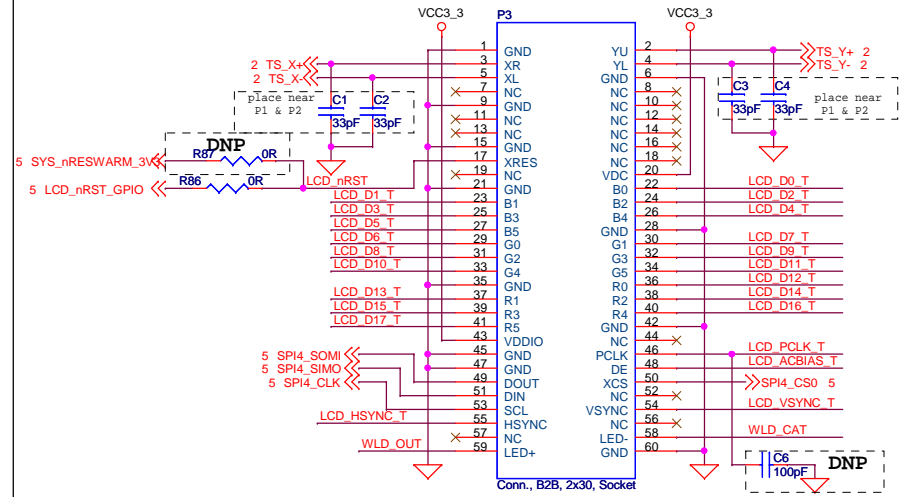 VCC3_3 P3 VCC3_3
1 GND YU 2 TS_Y+ 2
2 TS_X+ 3 XR YL 4 TS_Y- 2
2 TS_X- 5 XL GND 6
7 NC NC 8
place near C1 C2 9 GND NC 10 C3 C4 place near
P1 & P2 33pF 33pF 11 NC NC 12 33pF 33pF P1 & P2
13 NC NC 14
DNP 15 GND NC 16
R87 0R
5 SYS_nRESWARM_3V3 17 XRES NC 18
19 NC VDC 20
5 LCD_nRST_GPIO R86 0R LCD_nRST 21 GND B0 22 LCD_D0_T
LCD_D1_T 23 B1 B2 24 LCD_D2_T
LCD_D3_T 25 B3 B4 26 LCD_D4_T
LCD_D5_T 27 B5 GND 28
LCD_D6_T 29 G0 G1 30 LCD_D7_T
LCD_D8_T 31 G2 G3 32 LCD_D9_T
LCD_D10_T 33 G4 G5 34 LCD_D11_T
35 GND R0 36 LCD_D12_T
LCD_D13_T 37 R1 R2 38 LCD_D14_T
LCD_D15_T 39 R3 R4 40 LCD_D16_T
LCD_D17_T 41 R5 GND 42
43 VDDIO NC 44
5 SPI4_SOMI 45 GND PCLK 46 LCD_PCLK_T
5 SPI4_SIMO 47 GND DE 48 LCD_ACBIAS_T
5 SPI4_CLK 49 DOUT XCS 50 SPI4_CS0 5
51 DIN NC 52
53 SCL VSYNC 54 LCD_VSYNC_T
LCD_HSYNC_T 55 HSYNC NC 56
57 NC LED- 58 WLD_CAT
WLD_OUT 59 LED+ GND 60
C6 DNP
100pF
Conn., B2B, 2x30, Socket